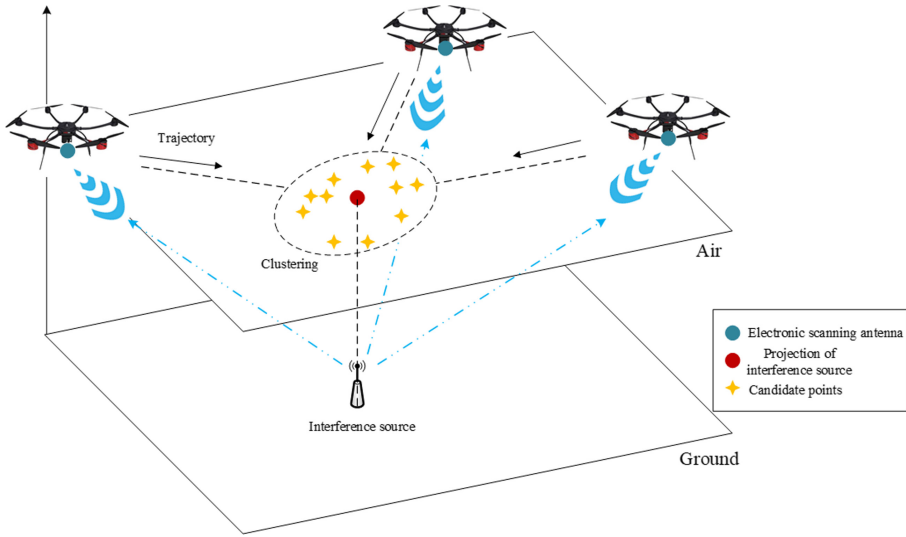 Trajectory
Clustering
Air
Interference source
Ground
Electronic scanning antenna
Projection of
interference source
Candidate points